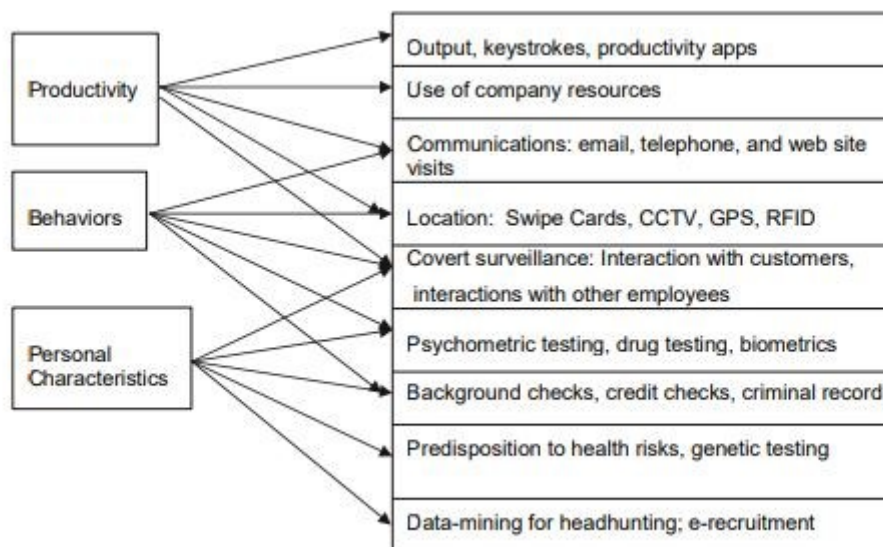 Productivity
Behaviors
Personal
Characteristics
Output, keystrokes, productivity apps
Use of company resources
Communications: email, telephone, and web site
visits
Location: Swipe Cards, CCTV, GPS, RFID
Covert surveillance: Interaction with customers,
interactions with other employees
Psychometric testing, drug testing, biometrics
Background checks, credit checks, criminal record
Predisposition to health risks, genetic testing
Data-mining for headhunting; e-recruitment